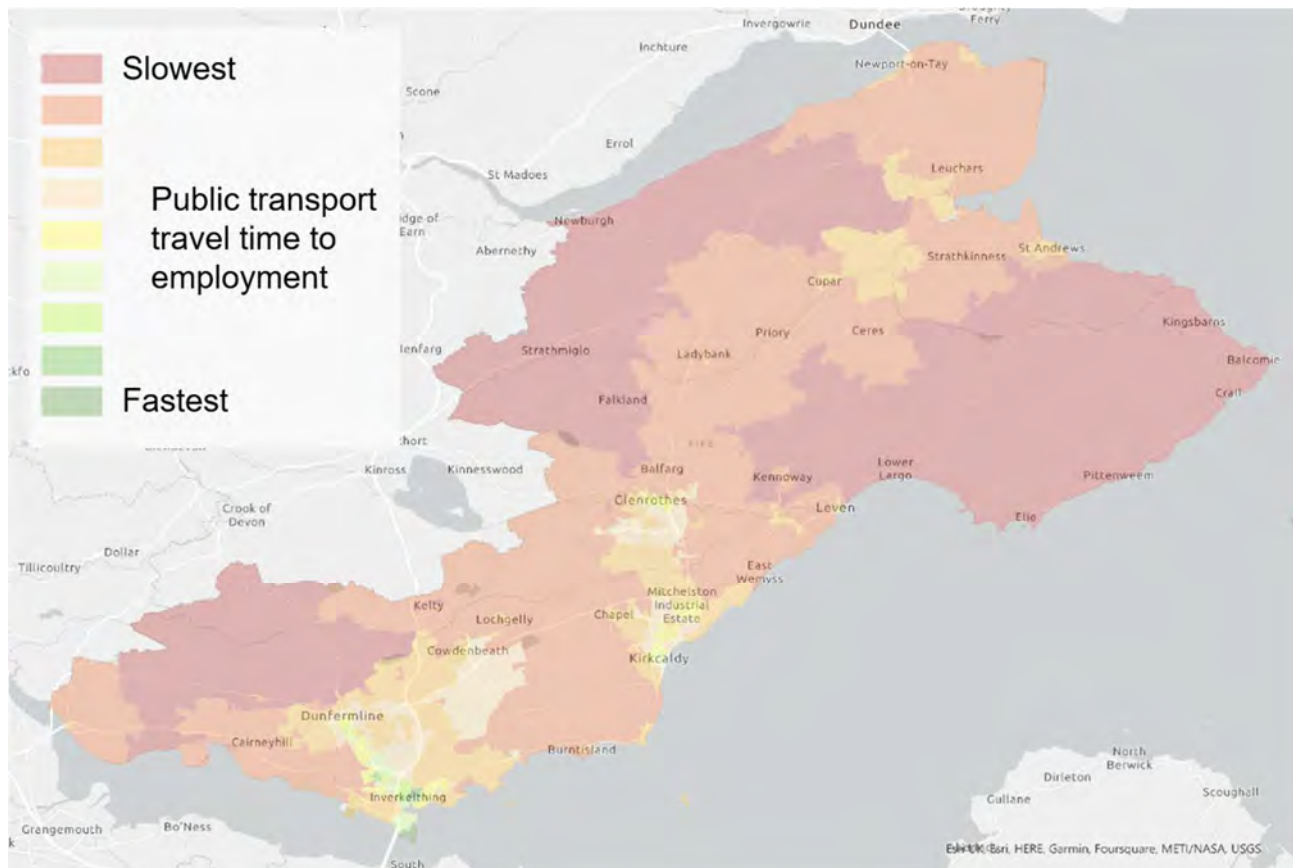 Slowest
Public transport
travel time to
employment
Fastest
Dundee
Ferry
Invergowrie
Inchture
Newport-on-Tay
Scone
Errol
St Madoes
Leuchars
Newburgh
Abernethy
Strathkinness
St Andrews
Cupar
Kingsbarns
Priory
Ceres
Strathmiglo
Ladybank
Balcomie
Crail
Falkland
FIFE
Kinross
Kinnesswood
Balfarg
Kennoway
Lower
Largo
Pittenweem
Glenrothes
Leven
Elie
Crook of
Devon
Dollar
Tillicoultry
East
Wemyss
Mitchelston
Industrial
Estate
Kelty
Lochgelly
Chapel
Cowdenbeath
Kirkcaldy
Dunfermline
Cairneyhill
Burntisland
Inverkeithing
North
Berwick
Dirleton
Gullane
Scoughall
Grangemouth
Bo'Ness
South
Esri, HERE, Garmin, Foursquare, METI/NASA, USGS